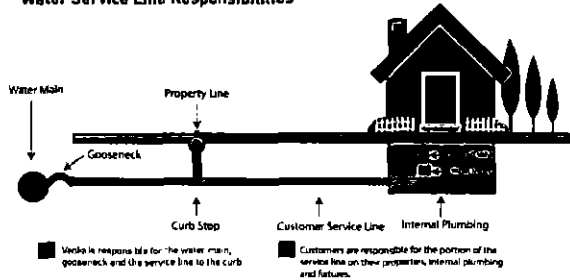 Water Service Line Responsibilities
Water Main
Property Line
Gooseneck
Curb Stop
Customer Service Line
Internal Plumbing
is responsible for the water main,
gooseneck and the service line to the curb
Customers are responsible for the portion of the
service line on their properties, internal plumbing
and fixtures.